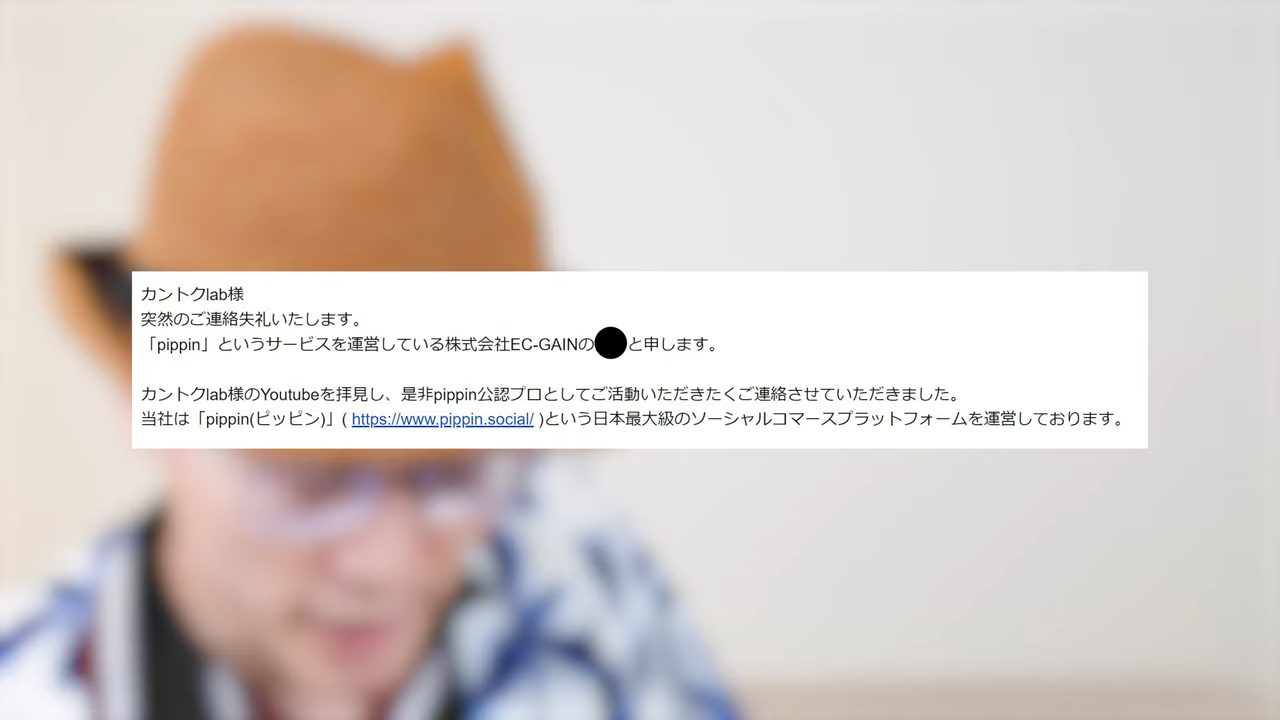 カントクlab様
突然のご連絡失礼いたします。
「pippin」というサービスを運営している株式会社EC-GAINの●と申します。
カントクlab様のYoutubeを拝見し、是非pippin公認プロとしてご活動いただきたくご連絡させていただきました。
当社は「pippin(ピッピン)」( https://www.pippin.social/ )という日本最大級のソーシャルコマースプラットフォームを運営しております。